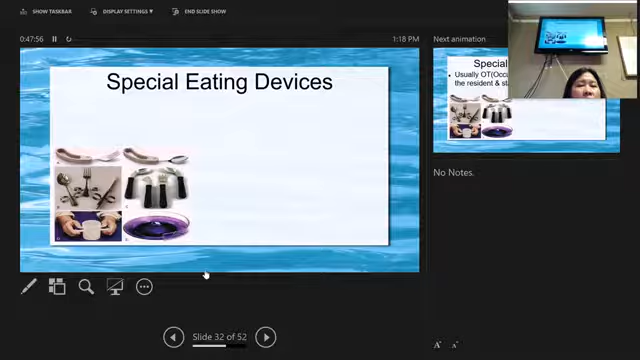 SHOW TASKBAR
DISPLAY SETTINGS ▾
END SLIDE SHOW
0:47:56
1:18 PM
Next animation
Special Eating Devices
Special
• Usually OT(Occu
the resident & sta
No Notes.
Slide 32 of 52
A
A